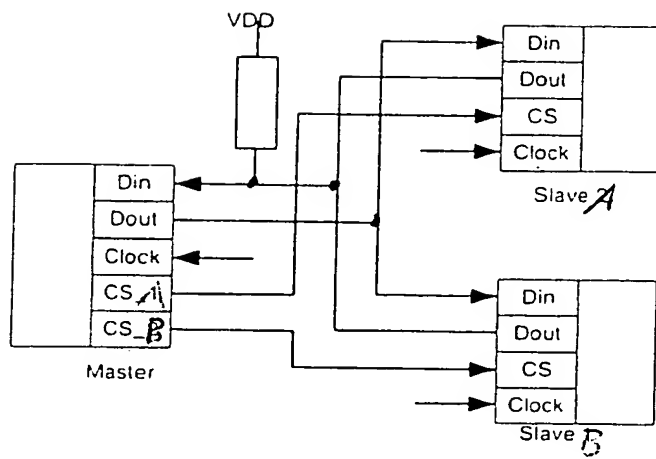 VDD
Din
Dout
CS
Clock
Slave A
Din
Dout
Clock
CS_A
CS_B
Master
Din
Dout
CS
Clock
Slave B